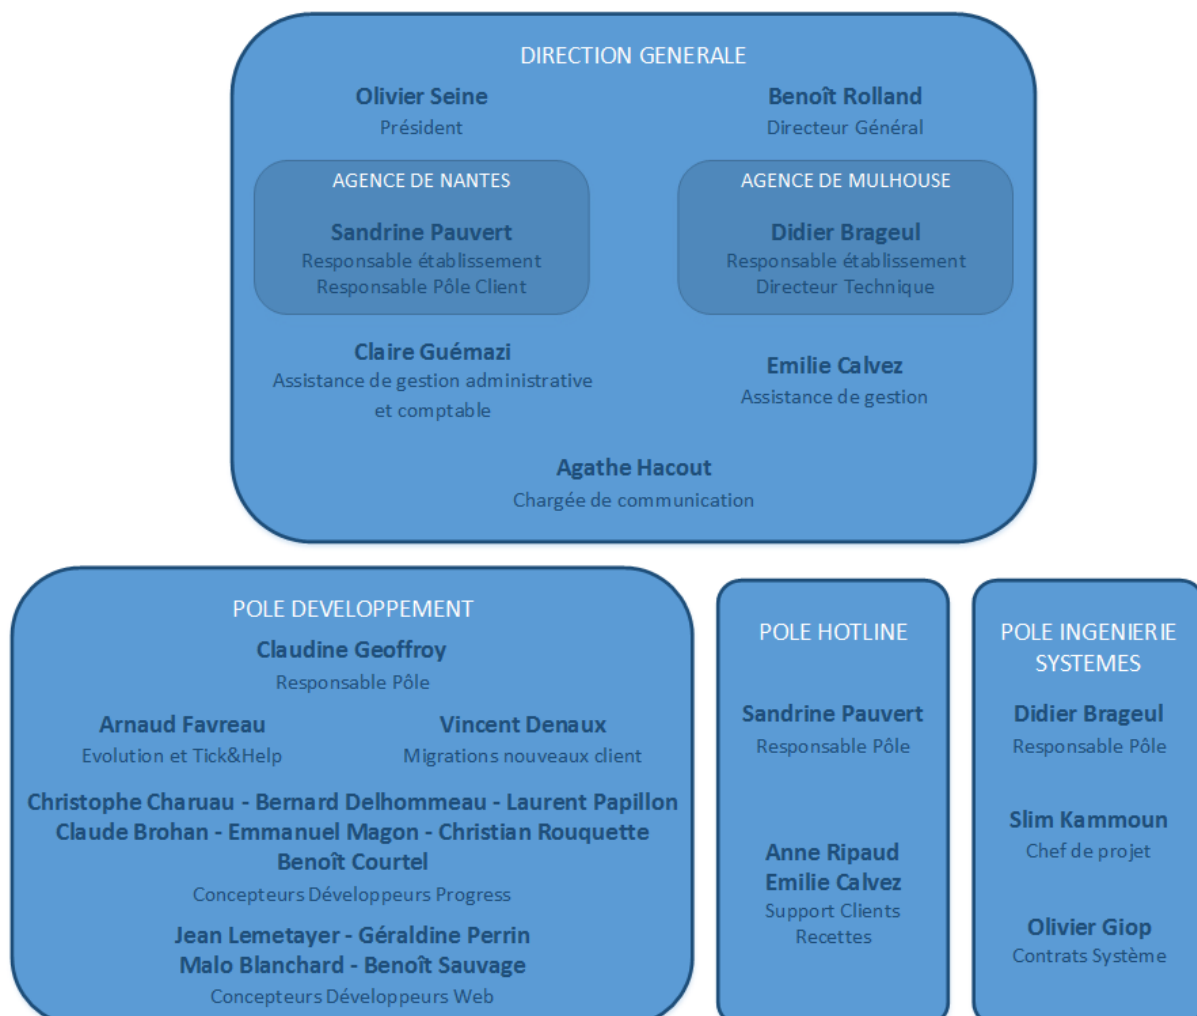 DIRECTION GENERALE
Olivier Seine
Président
Benoît Rolland
Directeur Général
AGENCE DE NANTES
Sandrine Pauvert
Responsable établissement
Responsable Pôle Client
AGENCE DE MULHOUSE
Didier Brageul
Responsable établissement
Directeur Technique
Claire Guémazi
Assistance de gestion administrative
et comptable
Emilie Calvez
Assistance de gestion
Agathe Hacout
Chargée de communication
POLE DEVELOPPEMENT
Claudine Geoffroy
Responsable Pôle
Arnaud Favreau
Evolution et Tick&Help
Vincent Denaux
Migrations nouveaux client
Christophe Charuau - Bernard Delhommeau - Laurent Papillon
Claude Brohan - Emmanuel Magon - Christian Rouquette
Benoît Courtel
Concepteurs Développeurs Progress
Jean Lemetayer - Géraldine Perrin
Malo Blanchard - Benoît Sauvage
Concepteurs Développeurs Web
POLE HOTLINE
Sandrine Pauvert
Responsable Pôle
Anne Ripaud
Emilie Calvez
Support Clients
Recettes
POLE INGENIERIE
SYSTEMES
Didier Brageul
Responsable Pôle
Slim Kammoun
Chef de projet
Olivier Giop
Contrats Système